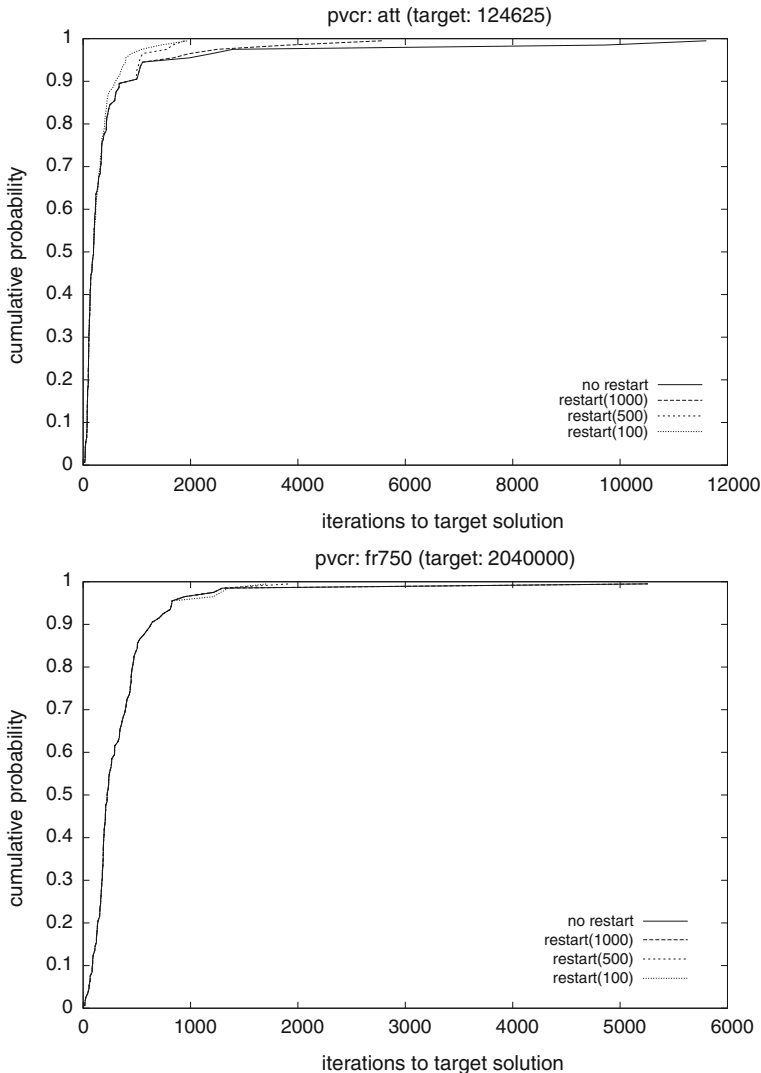 pvcr: att (target: 124625)
1
0.9
0.8
0.7
0.6
0.5
0.4
0.3
0.2
0.1
0
cumulative probability
no restart
restart(1000)
restart(500)
restart(100)
0 2000 4000 6000 8000 10000 12000
iterations to target solution
pvcr: fr750 (target: 2040000)
1
0.9
0.8
0.7
0.6
0.5
0.4
0.3
0.2
0.1
0
cumulative probability
no restart
restart(1000)
restart(500)
restart(100)
0 1000 2000 3000 4000 5000 6000
iterations to target solution